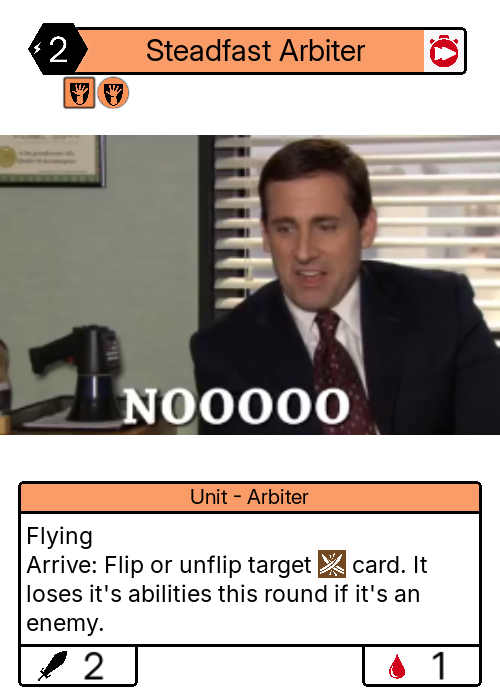 2 Steadfast Arbiter
NOOOOO
Unit - Arbiter
Flying
Arrive: Flip or unflip target card. It
loses it's abilities this round if it's an
enemy.
2 1